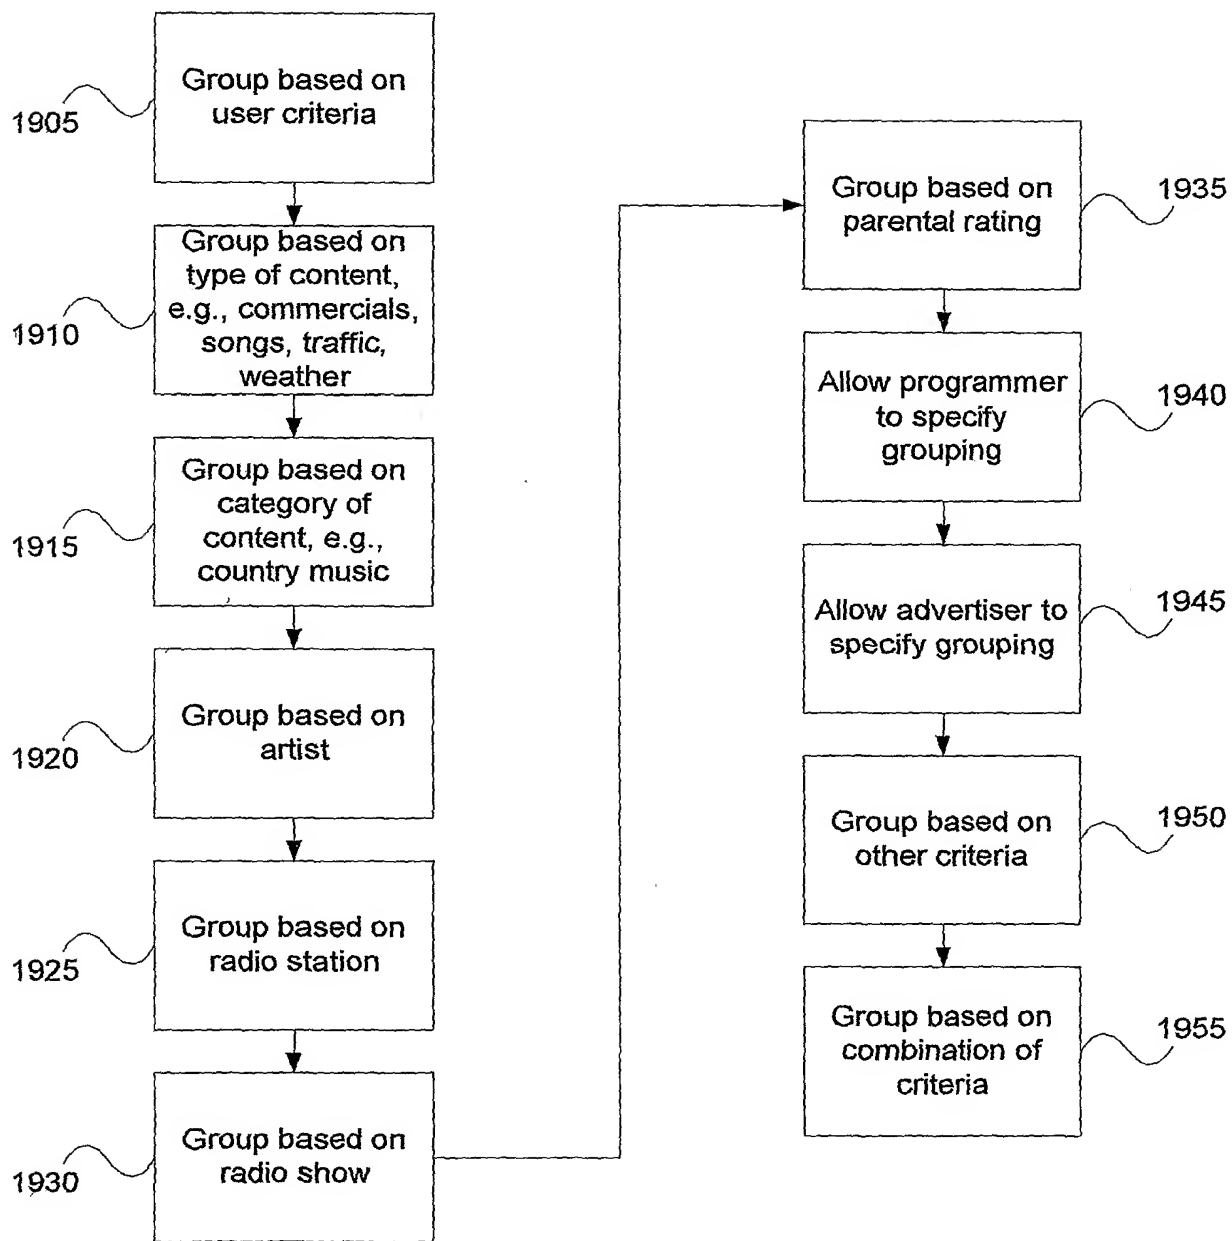 Group based on
user criteria
1905
Group based on
type of content,
e.g., commercials,
songs, traffic,
weather
1910
Group based on
category of
content, e.g.,
country music
1915
Group based on
artist
1920
Group based on
radio station
1925
Group based on
radio show
1930
Group based on
parental rating
1935
Allow programmer
to specify
grouping
1940
Allow advertiser to
specify grouping
1945
Group based on
other criteria
1950
Group based on
combination of
criteria
1955